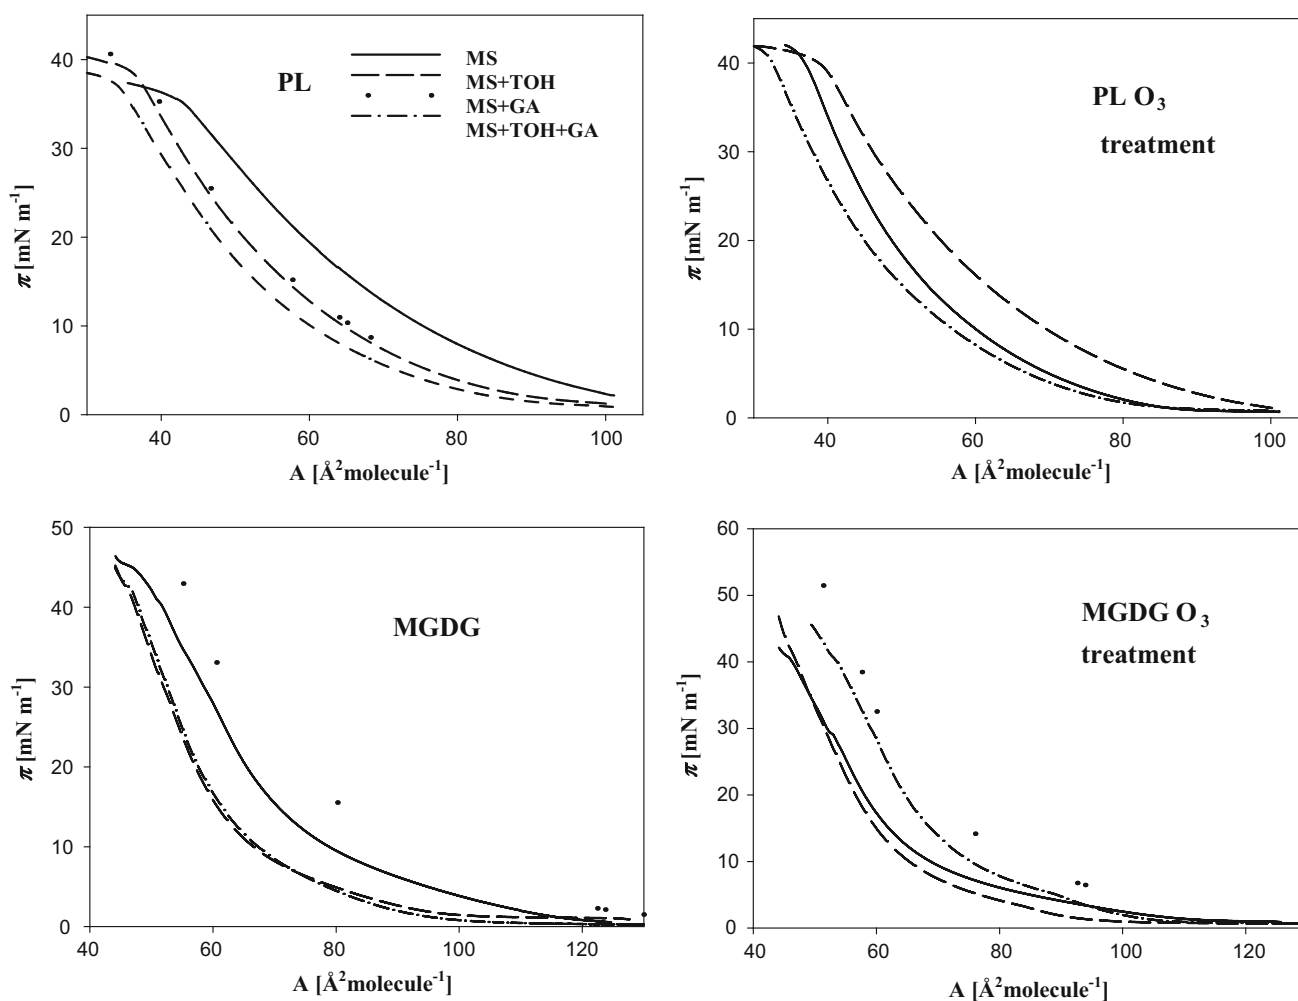 PL
MS
MS+TOH
MS+GA
MS+TOH+GA
40
30
20
10
0
π [mN m⁻¹]
40
60
80
100
A [Å²molecule⁻¹]
PL O₃
treatment
40
30
20
10
0
π [mN m⁻¹]
40
60
80
100
A [Å²molecule⁻¹]
MGDG
50
40
30
20
10
0
π [mN m⁻¹]
40
60
80
100
120
A [Å²molecule⁻¹]
MGDG O₃
treatment
60
50
40
30
20
10
0
π [mN m⁻¹]
40
60
80
100
120
A [Å²molecule⁻¹]